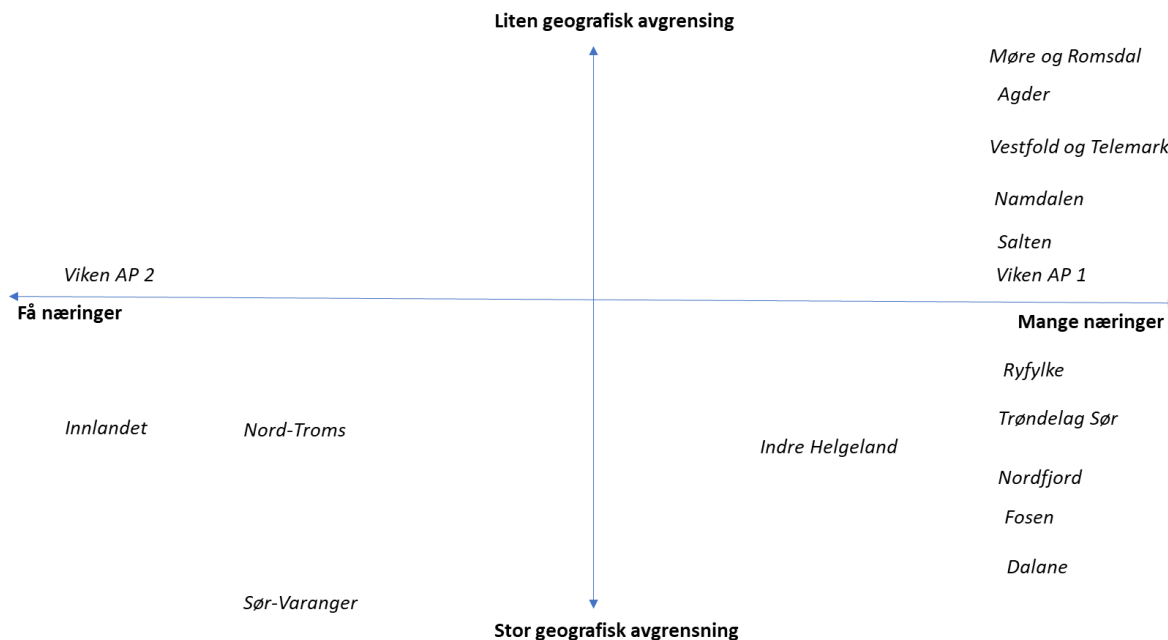 Liten geografisk avgrensing
Møre og Romsdal
Agder
Vestfold og Telemark
Namdalen
Salten
Viken AP 2
Viken AP 1
Få næringer
Mange næringer
Ryfylke
Innlandet
Nord-Troms
Trøndelag Sør
Indre Helgeland
Nordfjord
Fosen
Dalane
Sør-Varanger
Stor geografisk avgrensning